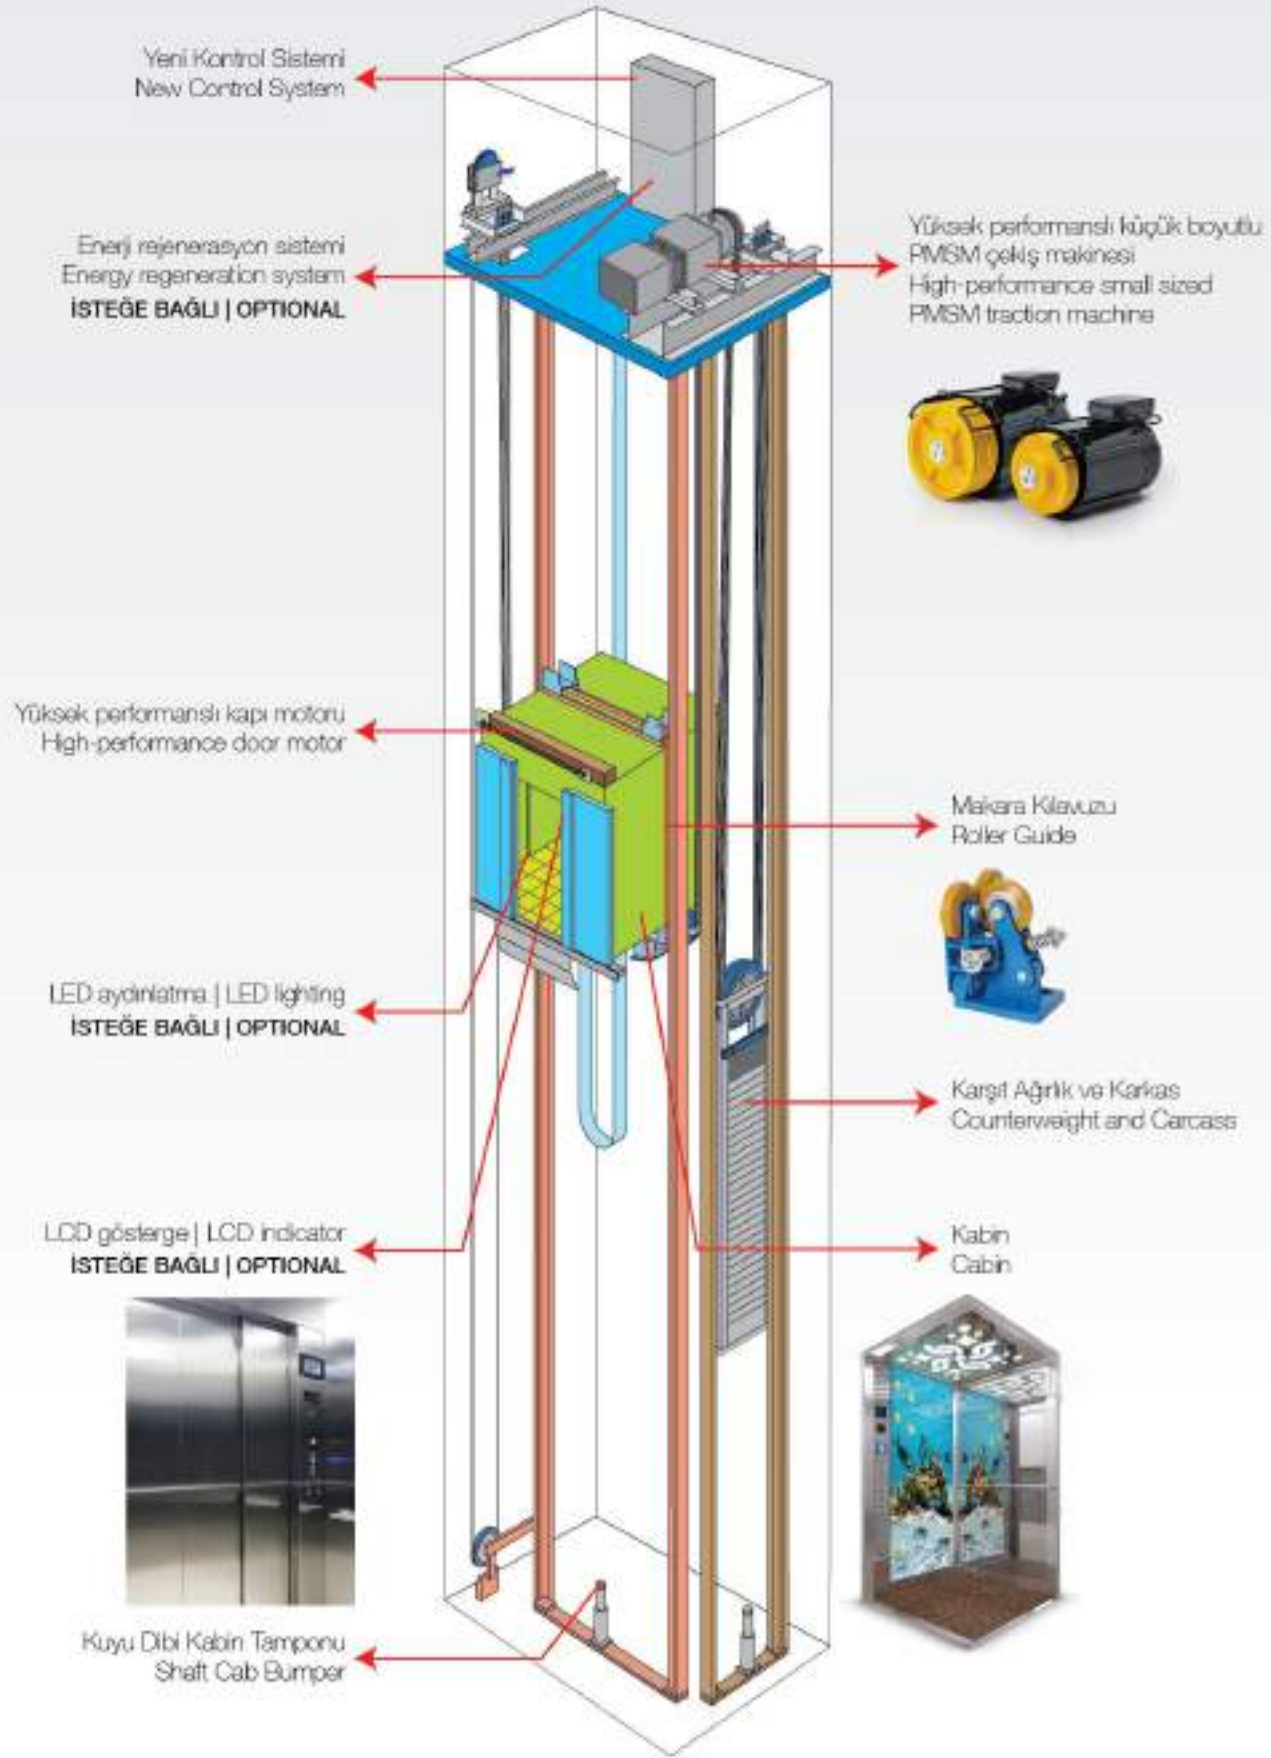 Yeni Kontrol Sistemi
New Control System
Enerji rejenerasyon sistemi
Energy regeneration system
İSTEĞE BAĞLI | OPTIONAL
Yüksek performanslı küçük boyutlu
PMSM çekiş makinesi
High-performance small sized
PMSM traction machine
Yüksek performanslı kapı motoru
High-performance door motor
Makara Kılavuzu
Roller Guide
LED aydınlatma | LED lighting
İSTEĞE BAĞLI | OPTIONAL
Karşıt Ağırlık ve Karkas
Counterweight and Carcass
LCD gösterge | LCD indicator
İSTEĞE BAĞLI | OPTIONAL
Kabin
Cabin
Kuyu Dibi Kabin Tamponu
Shaft Cab Bumper